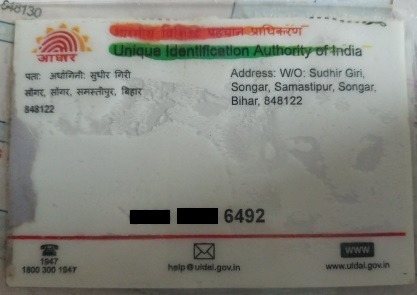 848130
भारतीय विशिष्ट पहचान प्राधिकरण
Unique Identification Authority of India
आधार
पता: अर्धांगिनी: सुधीर गिरी
सोंगर, सोंगर, समस्तीपुर, बिहार
848122
Address: W/O: Sudhir Giri,
Songar, Samastipur, Songar,
Bihar, 848122
6492
1947
1800 300 1947
help@uidai.gov.in
www
www.uidai.gov.in